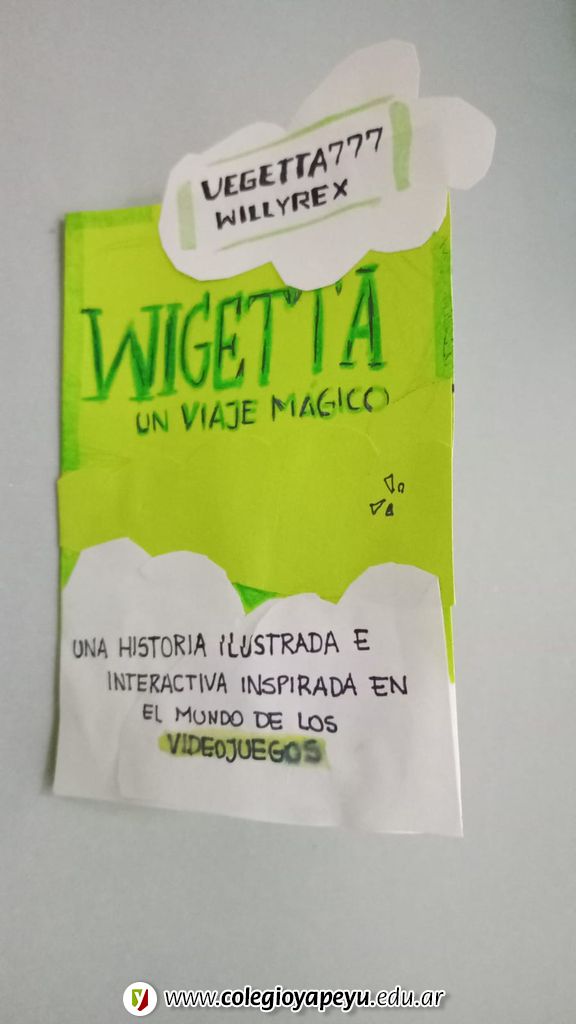 VEGETTA777
WILLYREX
WIGETTA
UN VIAJE MÁGICO
UNA HISTORIA ILUSTRADA E
INTERACTIVA INSPIRADA EN
EL MUNDO DE LOS
VIDEOJUEGOS
www.colegioyapeyu.edu.ar